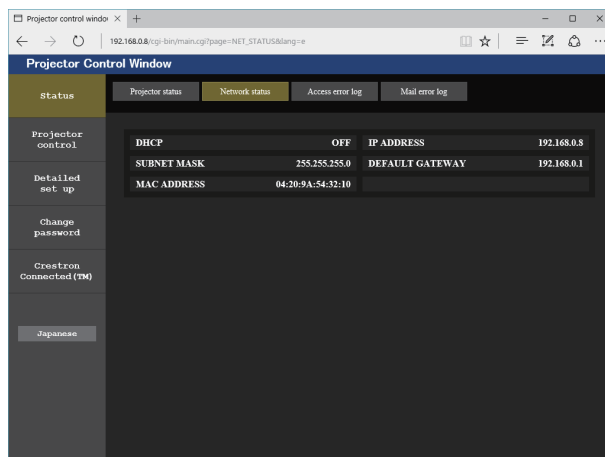 Projector control windov
192.168.0.8/cgi-bin/main.cgi?page=NET_STATUS&lang=e
Projector Control Window
Status
Projector status
Network status
Access error log
Mail error log
Projector
control
Detailed
set up
Change
password
Crestron
Connected(TM)
Japanese
DHCP OFF IP ADDRESS 192.168.0.8
SUBNET MASK 255.255.255.0 DEFAULT GATEWAY 192.168.0.1
MAC ADDRESS 04:20:9A:54:32:10